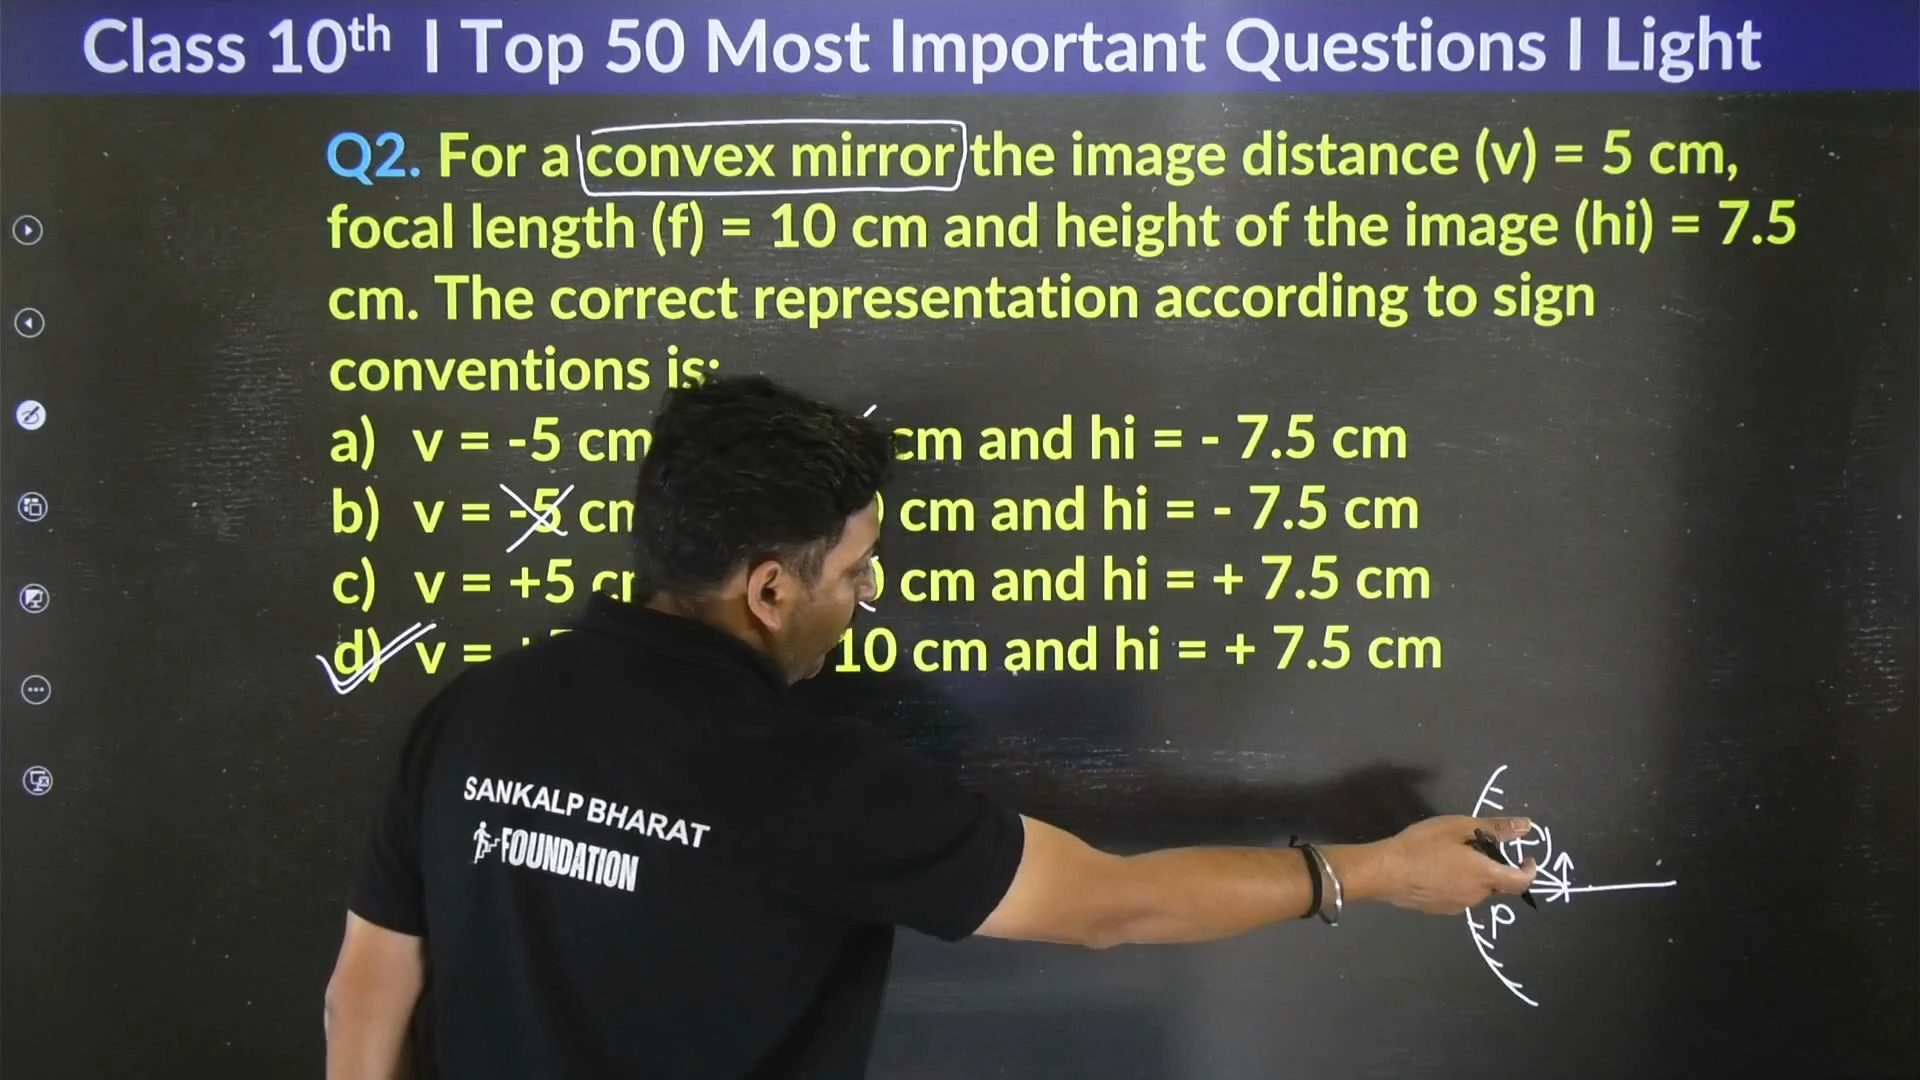 Class 10th I Top 50 Most Important Questions I Light
Q2. For a convex mirror the image distance (v) = 5 cm,
focal length (f) = 10 cm and height of the image (hi) = 7.5
cm. The correct representation according to sign
conventions is:
a) v = -5 cm cm and hi = - 7.5 cm
b) v = -5 cm cm and hi = - 7.5 cm
c) v = +5 cm and hi = + 7.5 cm
d) v = 10 cm and hi = + 7.5 cm
SANKALP BHARAT
FOUNDATION
+
P